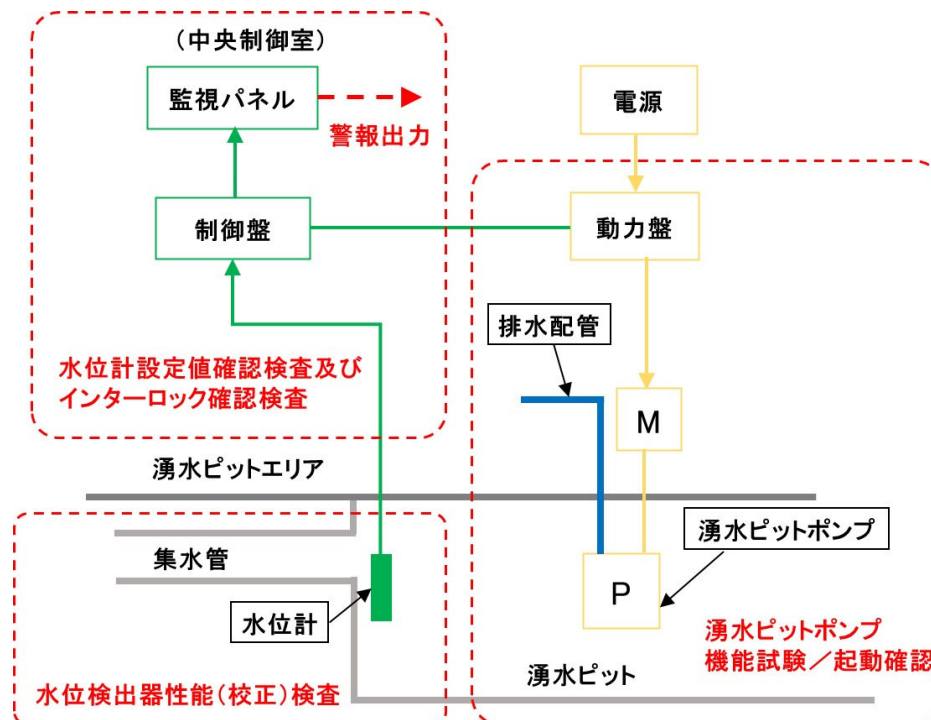 (中央制御室)
監視パネル
警報出力
電源
制御盤
動力盤
排水配管
水位計設定値確認検査及び
インターロック確認検査
M
湧水ピットエリア
集水管
湧水ピットポンプ
P
水位計
湧水ピットポンプ
機能試験/起動確認
湧水ピット
水位検出器性能(校正)検査